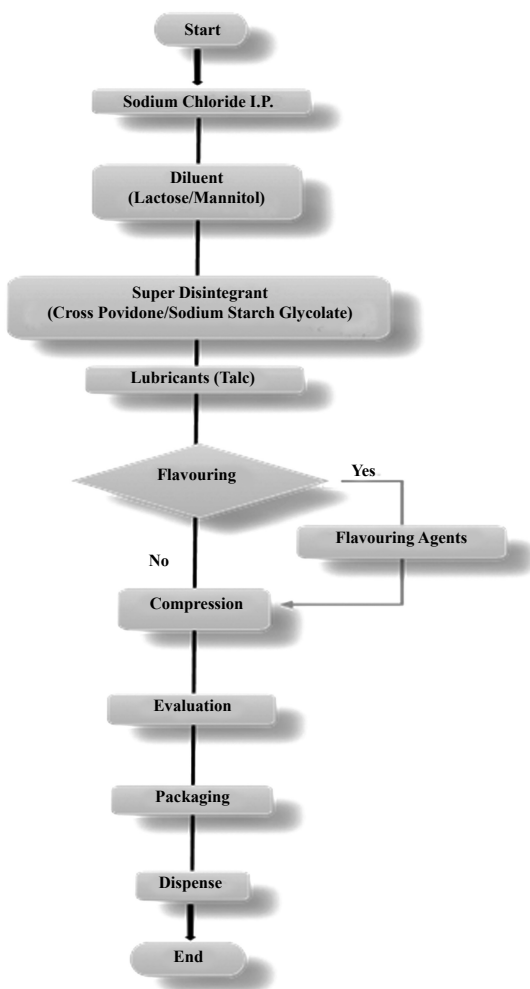 Start
Sodium Chloride I.P.
Diluent
(Lactose/Mannitol)
Super Disintegrant
(Cross Povidone/Sodium Starch Glycolate)
Lubricants (Talc)
Flavouring
Yes
Flavouring Agents
No
Compression
Evaluation
Packaging
Dispense
End